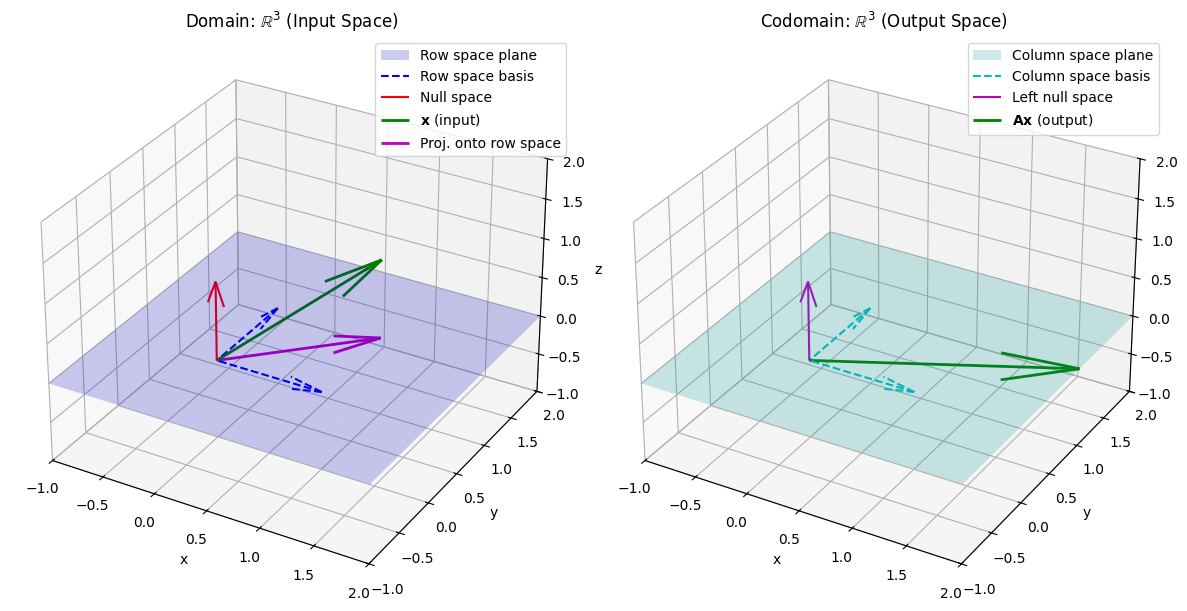 Domain: ℝ³ (Input Space)
Row space plane
Row space basis
Null space
x (input)
Proj. onto row space
2.0
1.5
1.0
0.5
0.0
−0.5
−1.0
z
2.0
1.5
1.0
0.5
0.0
−0.5
−1.0
y
−1.0
−0.5
0.0
0.5
1.0
1.5
2.0
x
Codomain: ℝ³ (Output Space)
Column space plane
Column space basis
Left null space
Ax (output)
2.0
1.5
1.0
0.5
0.0
−0.5
−1.0
2.0
1.5
1.0
0.5
0.0
−0.5
−1.0
y
−1.0
−0.5
0.0
0.5
1.0
1.5
2.0
x